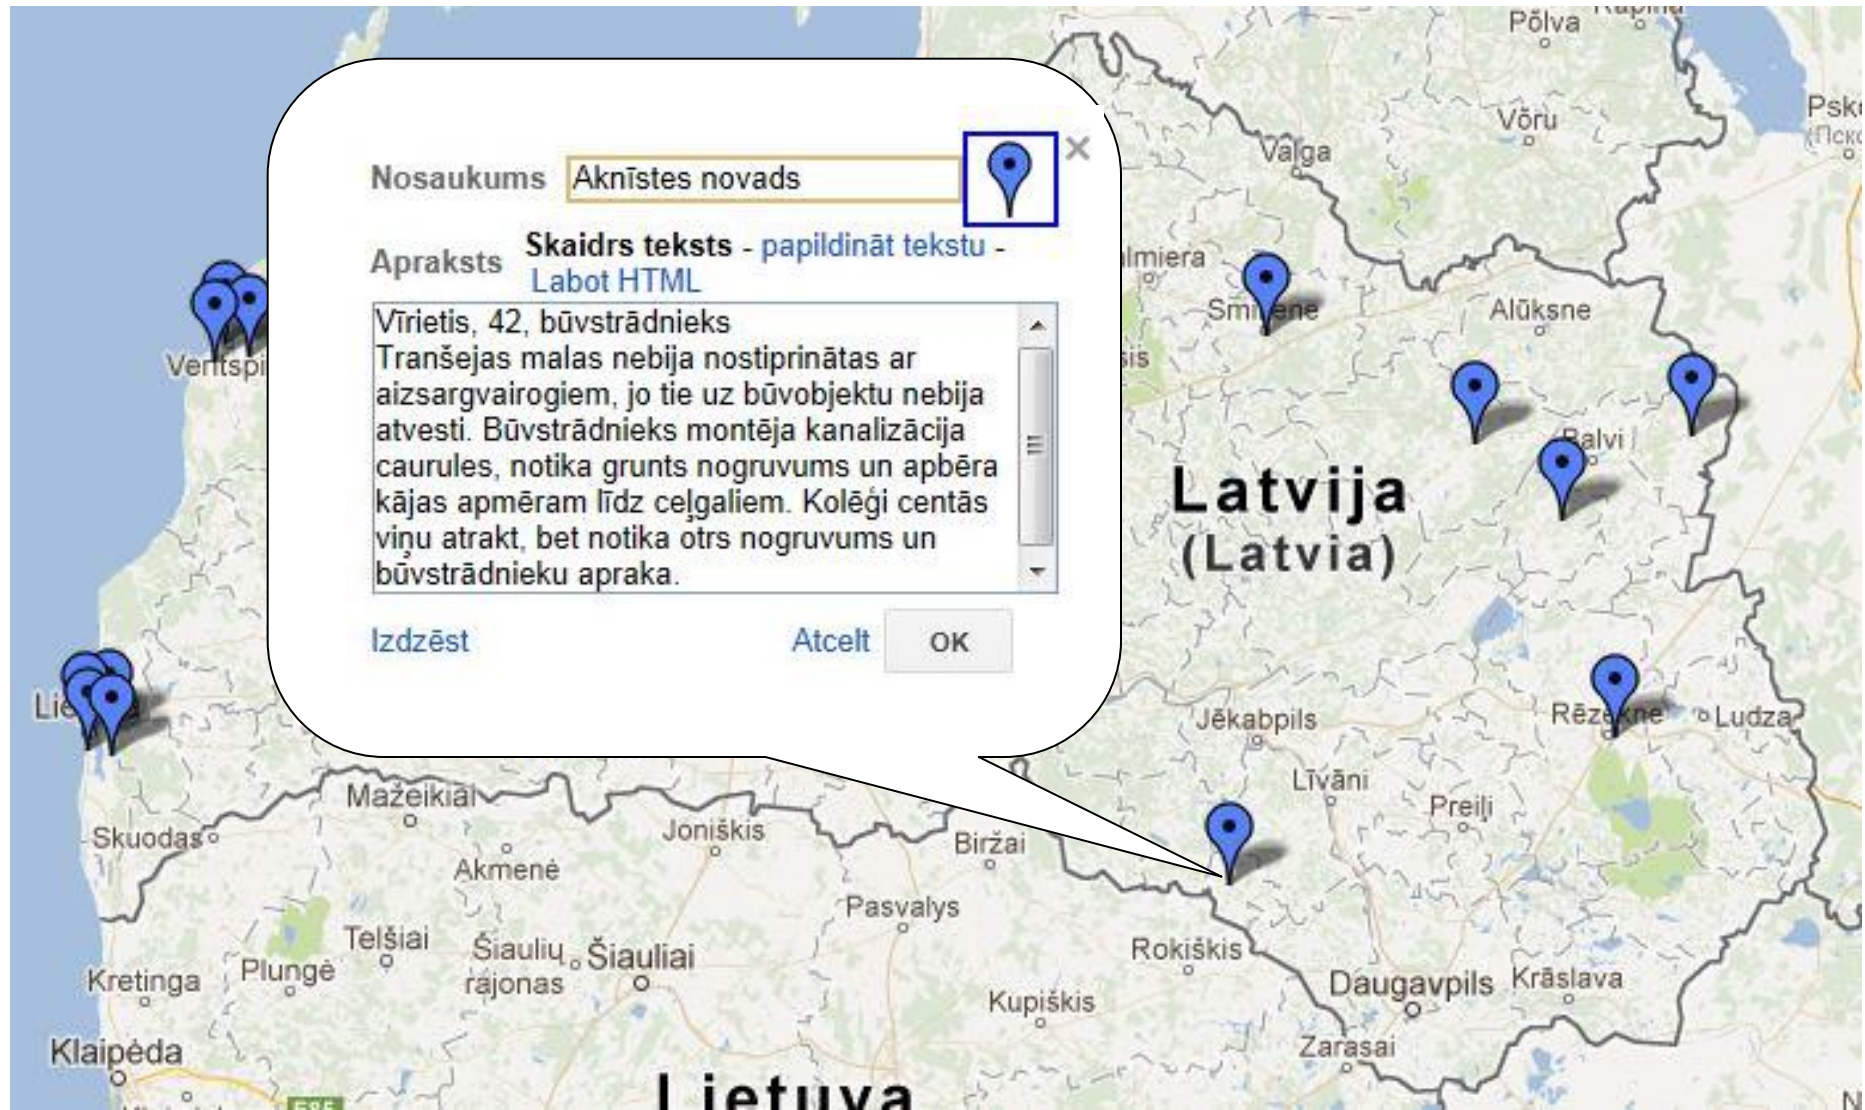 Põlva
Võru
Valga
Nosaukums Aknīstes novads
Apraksts Skaidrs teksts - papildināt tekstu -
Labot HTML
Vīrietis, 42, būvstrādnieks
Tranšejas malas nebija nostiprinātas ar
aizsargvairogiem, jo tie uz būvobjektu nebija
atvesti. Būvstrādnieks montēja kanalizācija
caurules, notika grunts nogruvums un apbēra
kājas apmēram līdz ceļgaliem. Kolēģi centās
viņu atrakt, bet notika otrs nogruvums un
būvstrādnieku apraka.
Izdzēst Atcelt OK
Alūksne
Balvi
Latvija
(Latvia)
Jēkabpils
Rēzekne
Ludza
Līvāni
Preiļi
Mažeikiai
Skuodas
Joniškis
Biržai
Akmenė
Pasvalys
Telšiai
Šiaulių
rajonas
Šiauliai
Rokiškis
Kretinga
Plungė
Daugavpils
Krāslava
Kupiškis
Klaipėda
Zarasai
Lietuva
E85